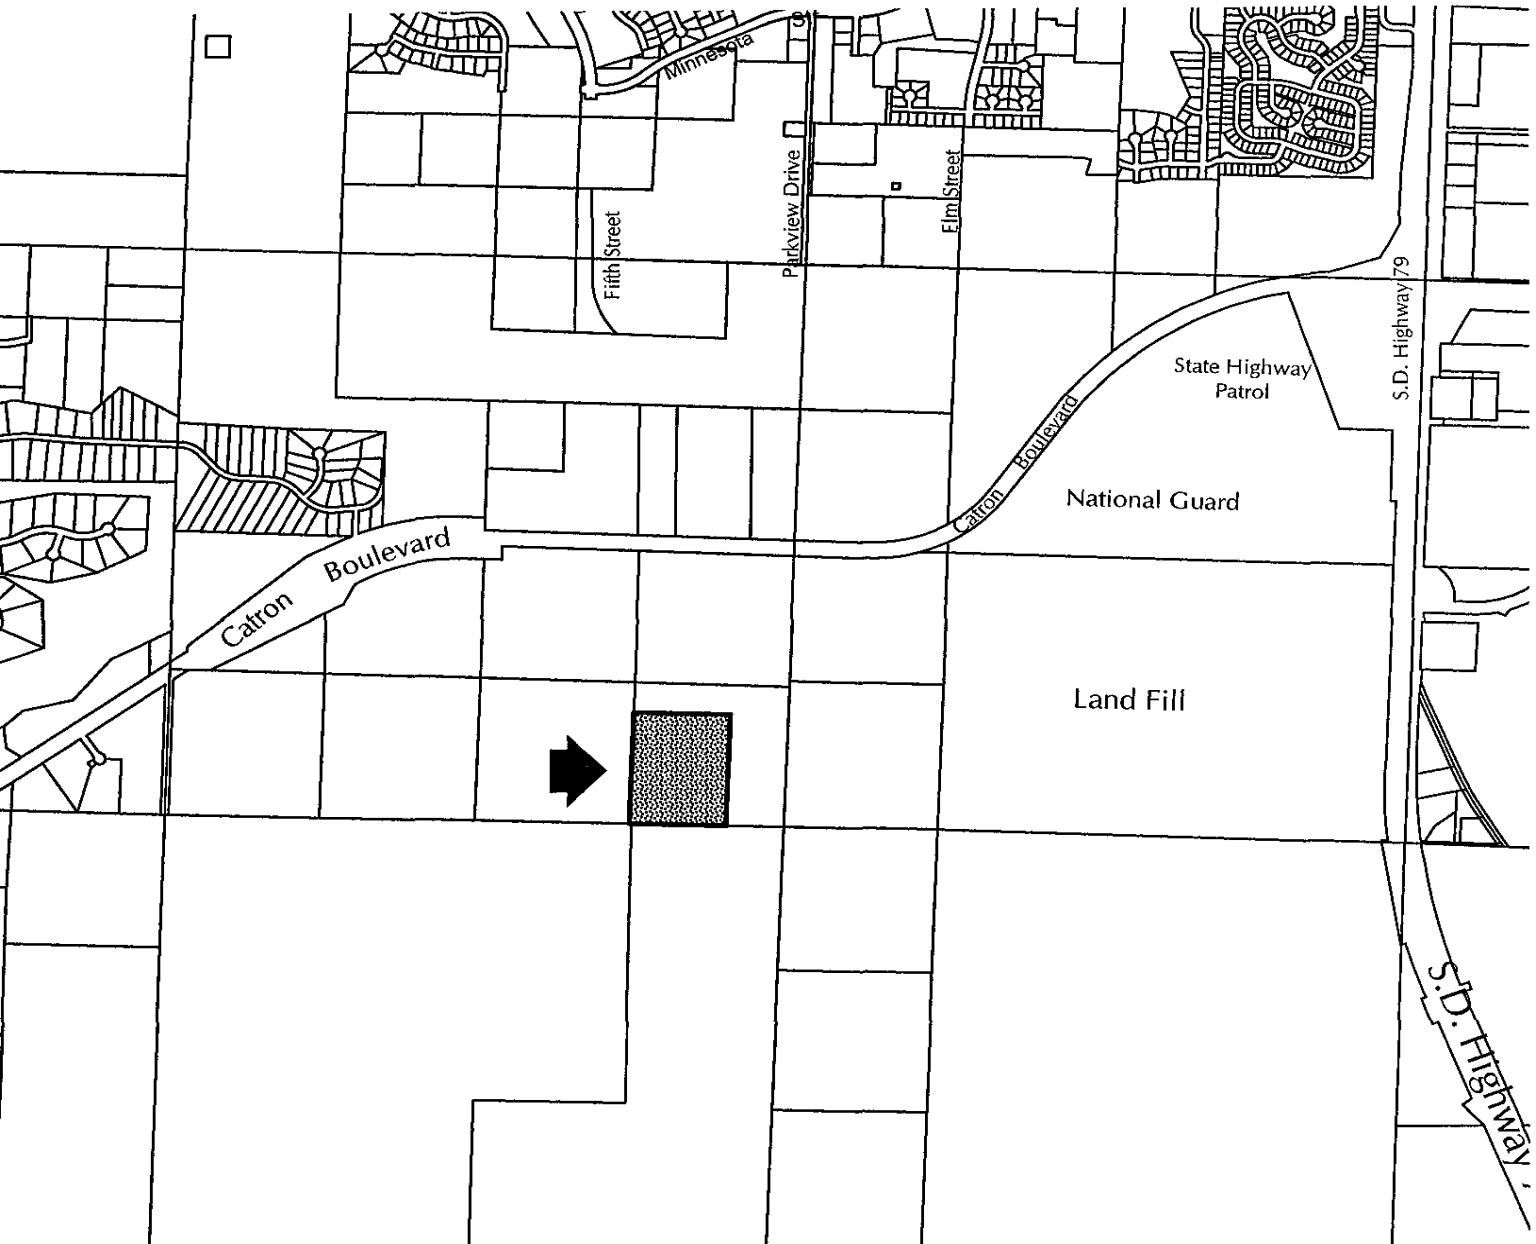 Minnesota
Parkview Drive
Elm Street
Fifth Street
S.D. Highway 79
State Highway
Patrol
Catron Boulevard
National Guard
Catron Boulevard
Land Fill
S.D. Highway